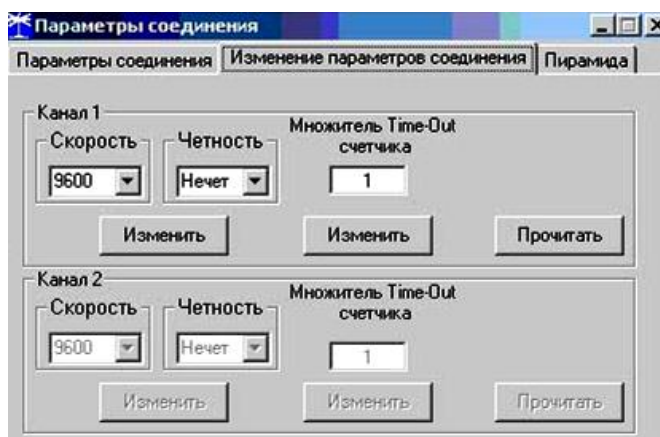 Параметры соединения
Параметры соединения Изменение параметров соединения Пирамида
Канал 1
Скорость Четность Множитель Time-Out
счетчика
9600 Нечет 1
Изменить Изменить Прочитать
Канал 2
Скорость Четность Множитель Time-Out
счетчика
9600 Нечет 1
Изменить Изменить Прочитать